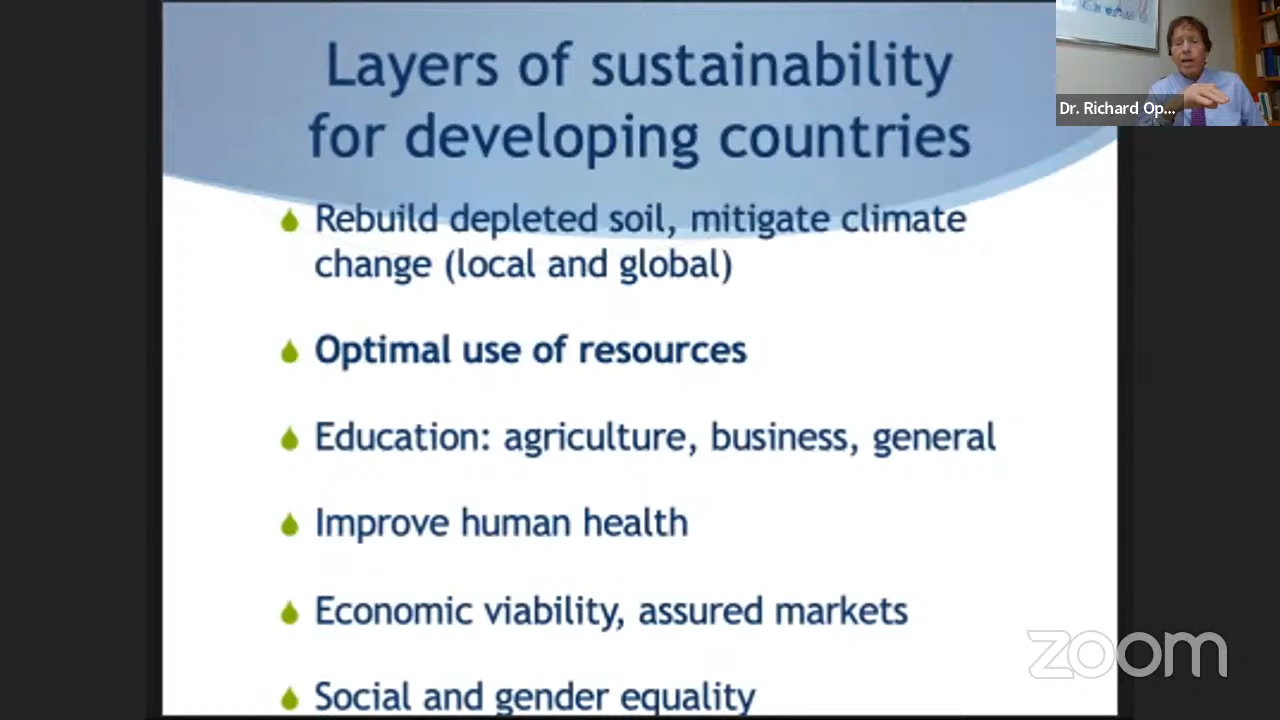 Layers of sustainability
for developing countries
Rebuild depleted soil, mitigate climate
change (local and global)
Optimal use of resources
Education: agriculture, business, general
Improve human health
Economic viability, assured markets
Social and gender equality
Dr. Richard Op...
zoom